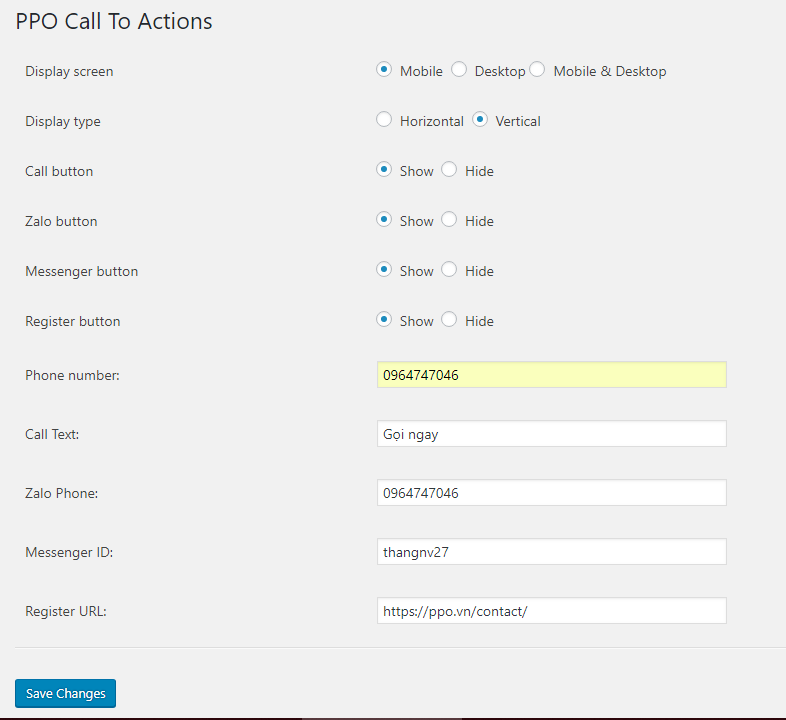 PPO Call To Actions
Display screen Mobile Desktop Mobile & Desktop
Display type Horizontal Vertical
Call button Show Hide
Zalo button Show Hide
Messenger button Show Hide
Register button Show Hide
Phone number: 0964747046
Call Text: Gọi ngay
Zalo Phone: 0964747046
Messenger ID: thangnv27
Register URL: https://ppo.vn/contact/
Save Changes